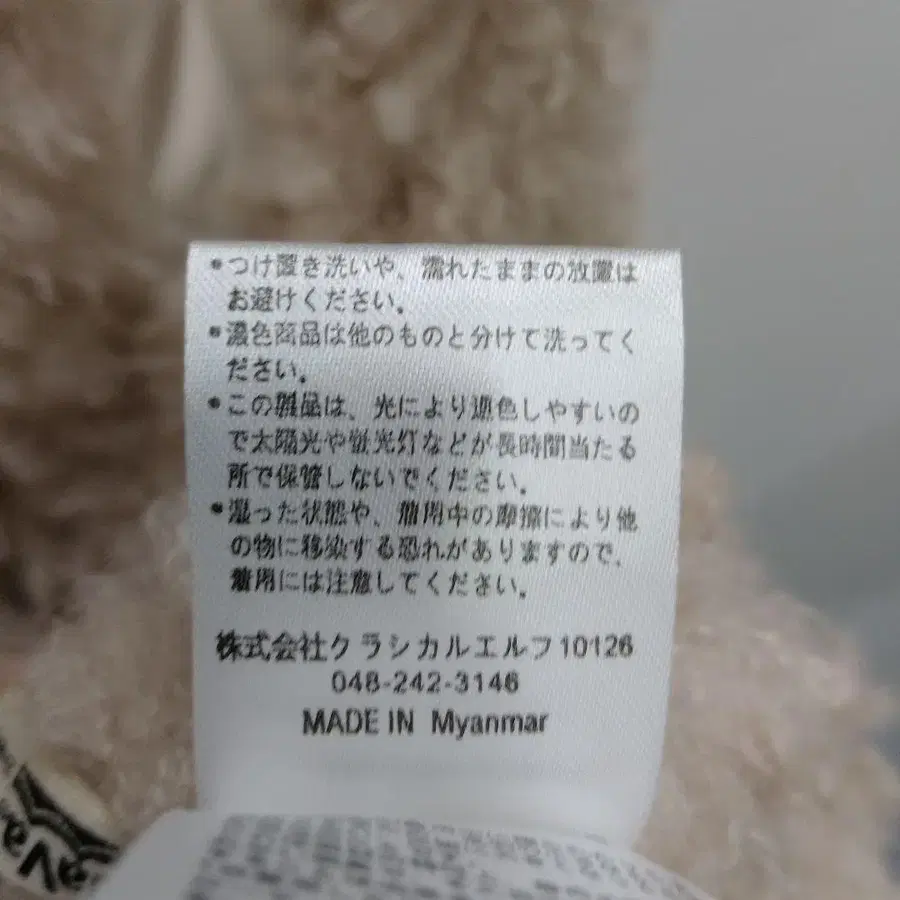 •つけ置き洗いや、濡れたままの放置は
お避けください。
•濃色商品は他のものと分けて洗ってく
ださい。
•この製品は、光により退色しやすいの
で太陽光や蛍光灯などが長時間当たる
所で保管しないでください。
•湿った状態や、着用中の摩擦により他
の物に移染する恐れがありますので、
着用には注意してください。
株式会社クラシカルエルフ10126
048-242-3146
MADE IN Myanmar